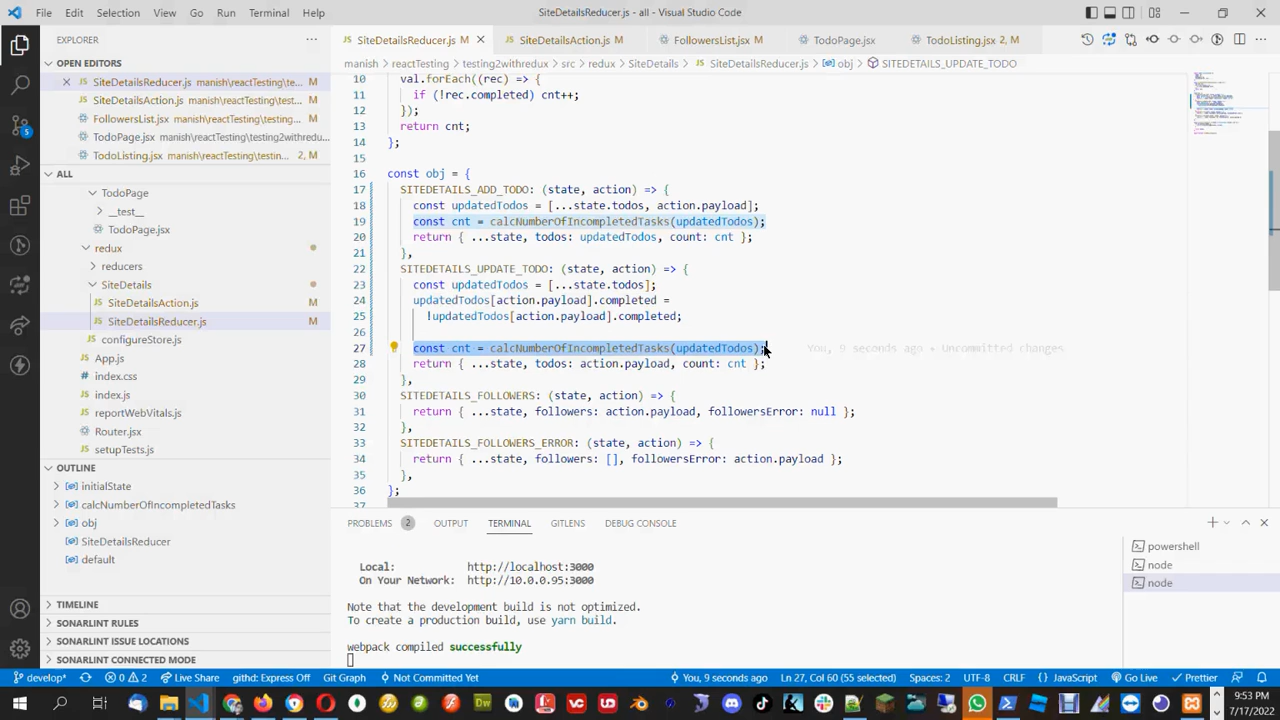 File Edit Selection View Go Run Terminal Help
SiteDetailsReducer.js - all - Visual Studio Code
EXPLORER
OPEN EDITORS
SiteDetailsReducer.js manish\reactTesting\te...
SiteDetailsAction.js manish\reactTesting\test...
FollowersList.jsx manish\reactTesting\testing...
TodoPage.jsx manish\reactTesting\testing2withredu...
TodoListing.jsx manish\reactTesting\testin... 2, M
ALL
TodoPage
__test__
TodoPage.jsx
redux
reducers
SiteDetails
SiteDetailsAction.js M
SiteDetailsReducer.js M
configureStore.js
App.js
index.css
index.js
reportWebVitals.js
Router.jsx
setupTests.js
OUTLINE
initialState
calcNumberOfIncompletedTasks
obj
SiteDetailsReducer
default
TIMELINE
SONARLINT RULES
SONARLINT ISSUE LOCATIONS
SONARLINT CONNECTED MODE
5
SiteDetailsReducer.js M SiteDetailsAction.js M FollowersList.jsx M TodoPage.jsx TodoListing.jsx 2, M
manish > reactTesting > testing2withredux > src > redux > SiteDetails > SiteDetailsReducer.js > obj > SITEDETAILS_UPDATE_TODO
10 val.forEach((rec) => {
11 if (!rec.completed) cnt++;
12 });
13 return cnt;
14 };
15
16 const obj = {
17 SITEDETAILS_ADD_TODO: (state, action) => {
18 const updatedTodos = [...state.todos, action.payload];
19 const cnt = calcNumberOfIncompletedTasks(updatedTodos);
20 return { ...state, todos: updatedTodos, count: cnt };
21 },
22 SITEDETAILS_UPDATE_TODO: (state, action) => {
23 const updatedTodos = [...state.todos];
24 updatedTodos[action.payload].completed =
25 !updatedTodos[action.payload].completed;
26
27 const cnt = calcNumberOfIncompletedTasks(updatedTodos); You, 9 seconds ago • Uncommitted changes
28 return { ...state, todos: action.payload, count: cnt };
29 },
30 SITEDETAILS_FOLLOWERS: (state, action) => {
31 return { ...state, followers: action.payload, followersError: null };
32 },
33 SITEDETAILS_FOLLOWERS_ERROR: (state, action) => {
34 return { ...state, followers: [], followersError: action.payload };
35 },
36 };
37
PROBLEMS 2 OUTPUT TERMINAL GITLENS DEBUG CONSOLE
Local: http://localhost:3000
On Your Network: http://10.0.0.95:3000
Note that the development build is not optimized.
To create a production build, use yarn build.
webpack compiled successfully
powershell
node
node
develop* 0 2 Live Share githd: Express all Git Graph Not Committed Yet You, 9 seconds ago Ln 27, Col 60 (55 selected) Spaces: 2 UTF-8 CRLF JavaScript Go Live Prettier
9:53 PM
7/17/2022